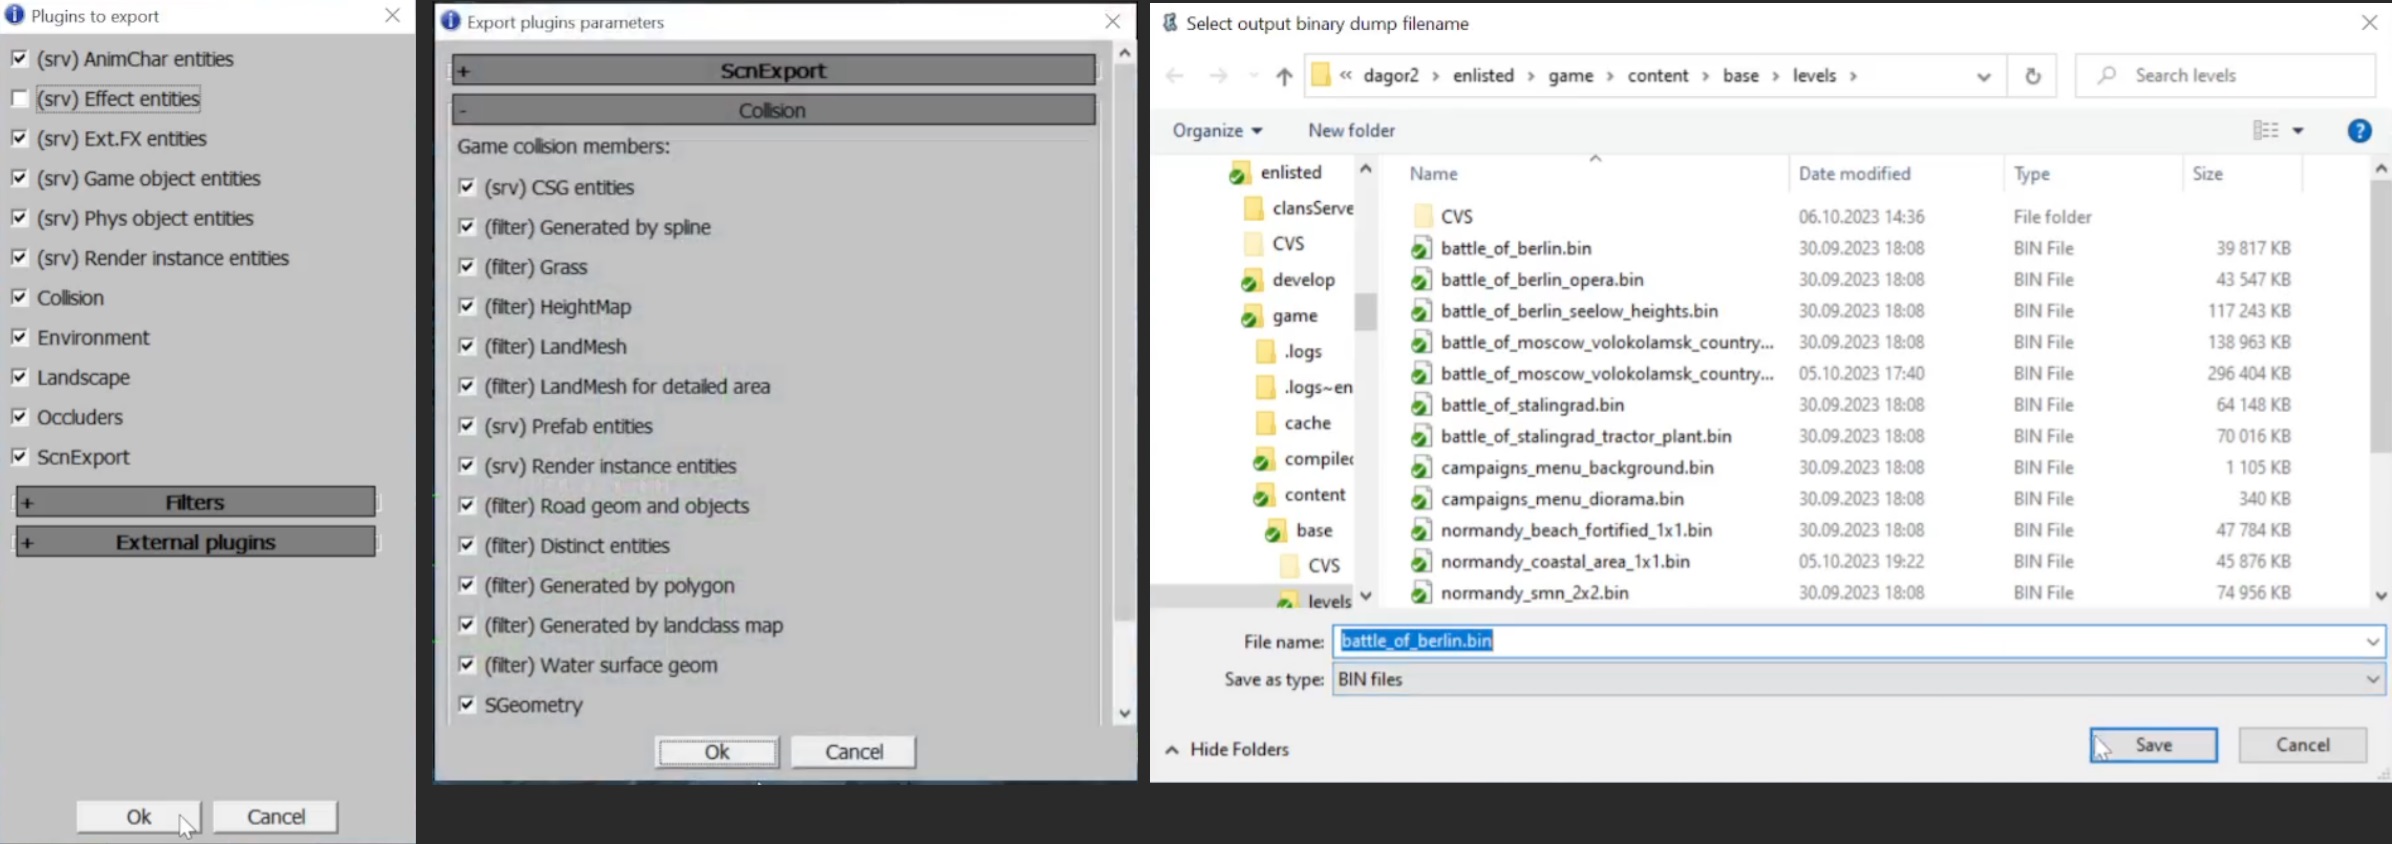 Plugins to export
(srv) AnimChar entities
(srv) Effect entities
(srv) Ext.FX entities
(srv) Game object entities
(srv) Phys object entities
(srv) Render instance entities
Collision
Environment
Landscape
Occluders
ScnExport
+ Filters
+ External plugins
Ok Cancel
Export plugins parameters
+ ScnExport
- Collision
Game collision members:
(srv) CSG entities
(filter) Generated by spline
(filter) Grass
(filter) HeightMap
(filter) LandMesh
(filter) LandMesh for detailed area
(srv) Prefab entities
(srv) Render instance entities
(filter) Road geom and objects
(filter) Distinct entities
(filter) Generated by polygon
(filter) Generated by landclass map
(filter) Water surface geom
SGeometry
Ok Cancel
Select output binary dump filename
« dagor2 › enlisted › game › content › base › levels ›
Search levels
Organize New folder
enlisted
clansServe
CVS
develop
game
.logs
.logs~en
cache
compiled
content
base
CVS
levels
Name Date modified Type Size
CVS 06.10.2023 14:36 File folder
battle_of_berlin.bin 30.09.2023 18:08 BIN File 39 817 KB
battle_of_berlin_opera.bin 30.09.2023 18:08 BIN File 43 547 KB
battle_of_berlin_seelow_heights.bin 30.09.2023 18:08 BIN File 117 243 KB
battle_of_moscow_volokolamsk_country... 30.09.2023 18:08 BIN File 138 963 KB
battle_of_moscow_volokolamsk_country... 05.10.2023 17:40 BIN File 296 404 KB
battle_of_stalingrad.bin 30.09.2023 18:08 BIN File 64 148 KB
battle_of_stalingrad_tractor_plant.bin 30.09.2023 18:08 BIN File 70 016 KB
campaigns_menu_background.bin 30.09.2023 18:08 BIN File 1 105 KB
campaigns_menu_diorama.bin 30.09.2023 18:08 BIN File 340 KB
normandy_beach_fortified_1x1.bin 30.09.2023 18:08 BIN File 47 784 KB
normandy_coastal_area_1x1.bin 05.10.2023 19:22 BIN File 45 876 KB
normandy_smn_2x2.bin 30.09.2023 18:08 BIN File 74 956 KB
File name: battle_of_berlin.bin
Save as type: BIN files
Hide Folders
Save Cancel